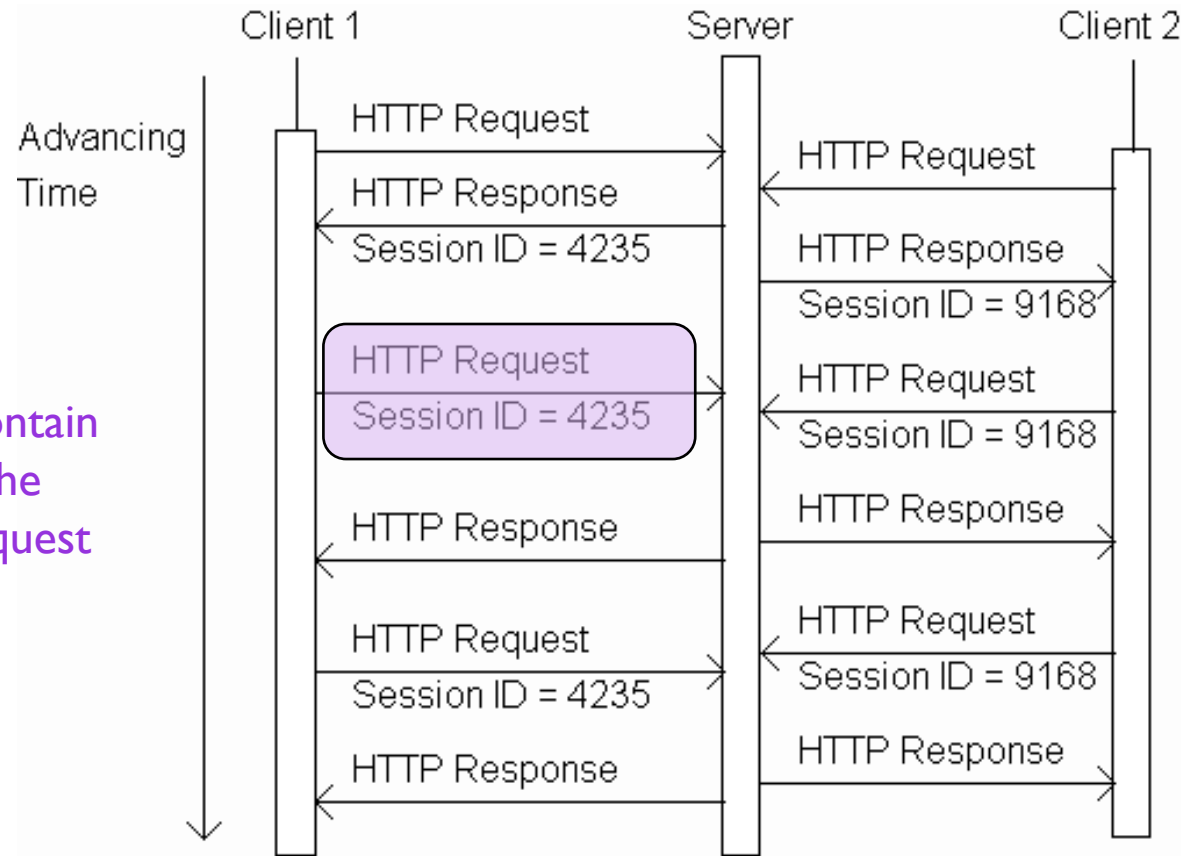 Client 1
Server
Client 2
Advancing
Time
HTTP Request
HTTP Request
HTTP Response
Session ID = 4235
HTTP Response
Session ID = 9168
HTTP Request
Session ID = 4235
HTTP Request
Session ID = 9168
ontain
he
quest
HTTP Response
HTTP Response
HTTP Request
Session ID = 4235
HTTP Request
Session ID = 9168
HTTP Response
HTTP Response